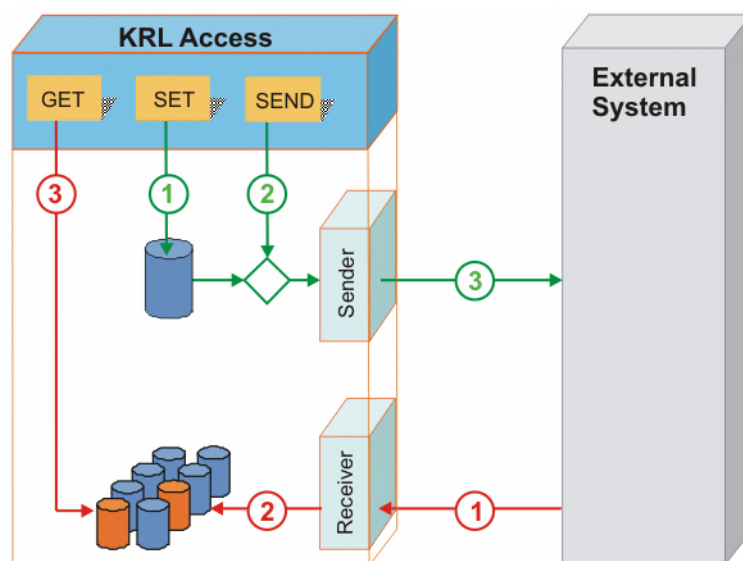 KRL Access
GET
SET
SEND
External
System
3
1
2
Sender
3
Receiver
2
1